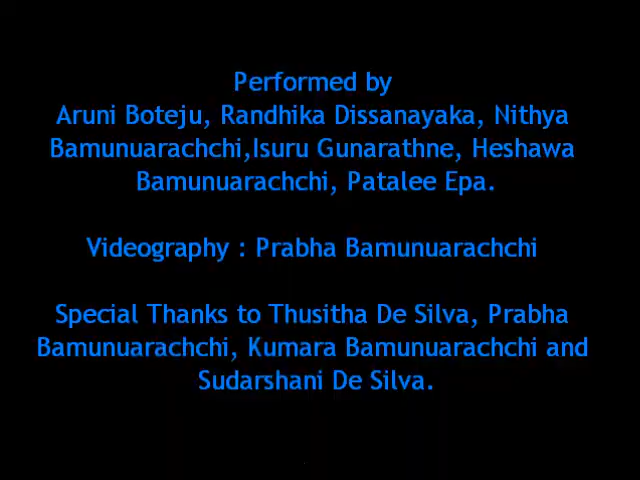 Performed by
Aruni Boteju, Randhika Dissanayaka, Nithya
Bamunuarachchi,Isuru Gunarathne, Heshawa
Bamunuarachchi, Patalee Epa.
Videography : Prabha Bamunuarachchi
Special Thanks to Thusitha De Silva, Prabha
Bamunuarachchi, Kumara Bamunuarachchi and
Sudarshani De Silva.